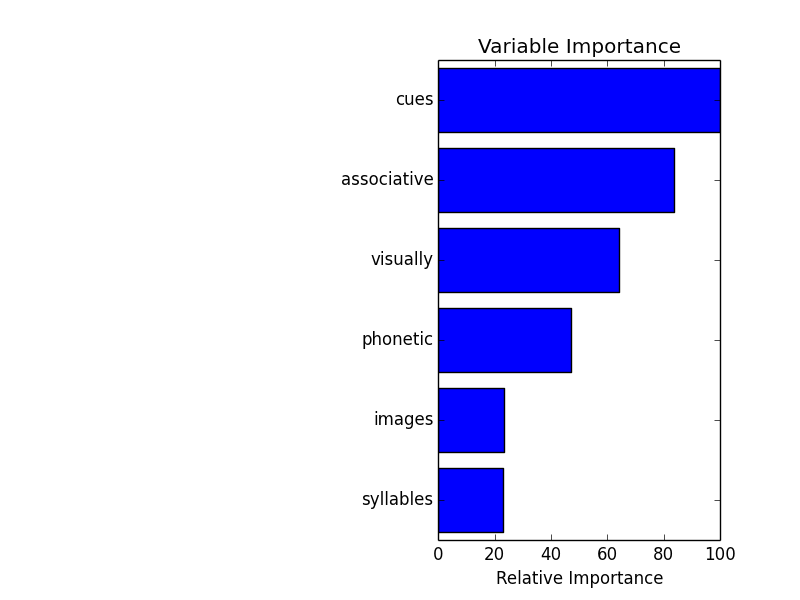 Variable Importance
cues
associative
visually
phonetic
images
syllables
0 20 40 60 80 100
Relative Importance